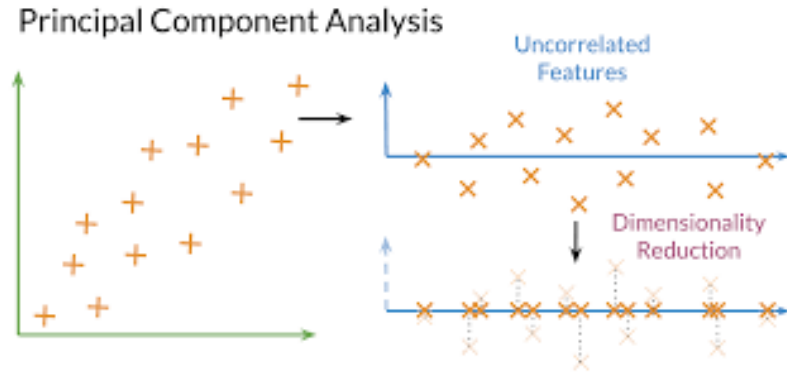 Principal Component Analysis
Uncorrelated
Features
Dimensionality
Reduction